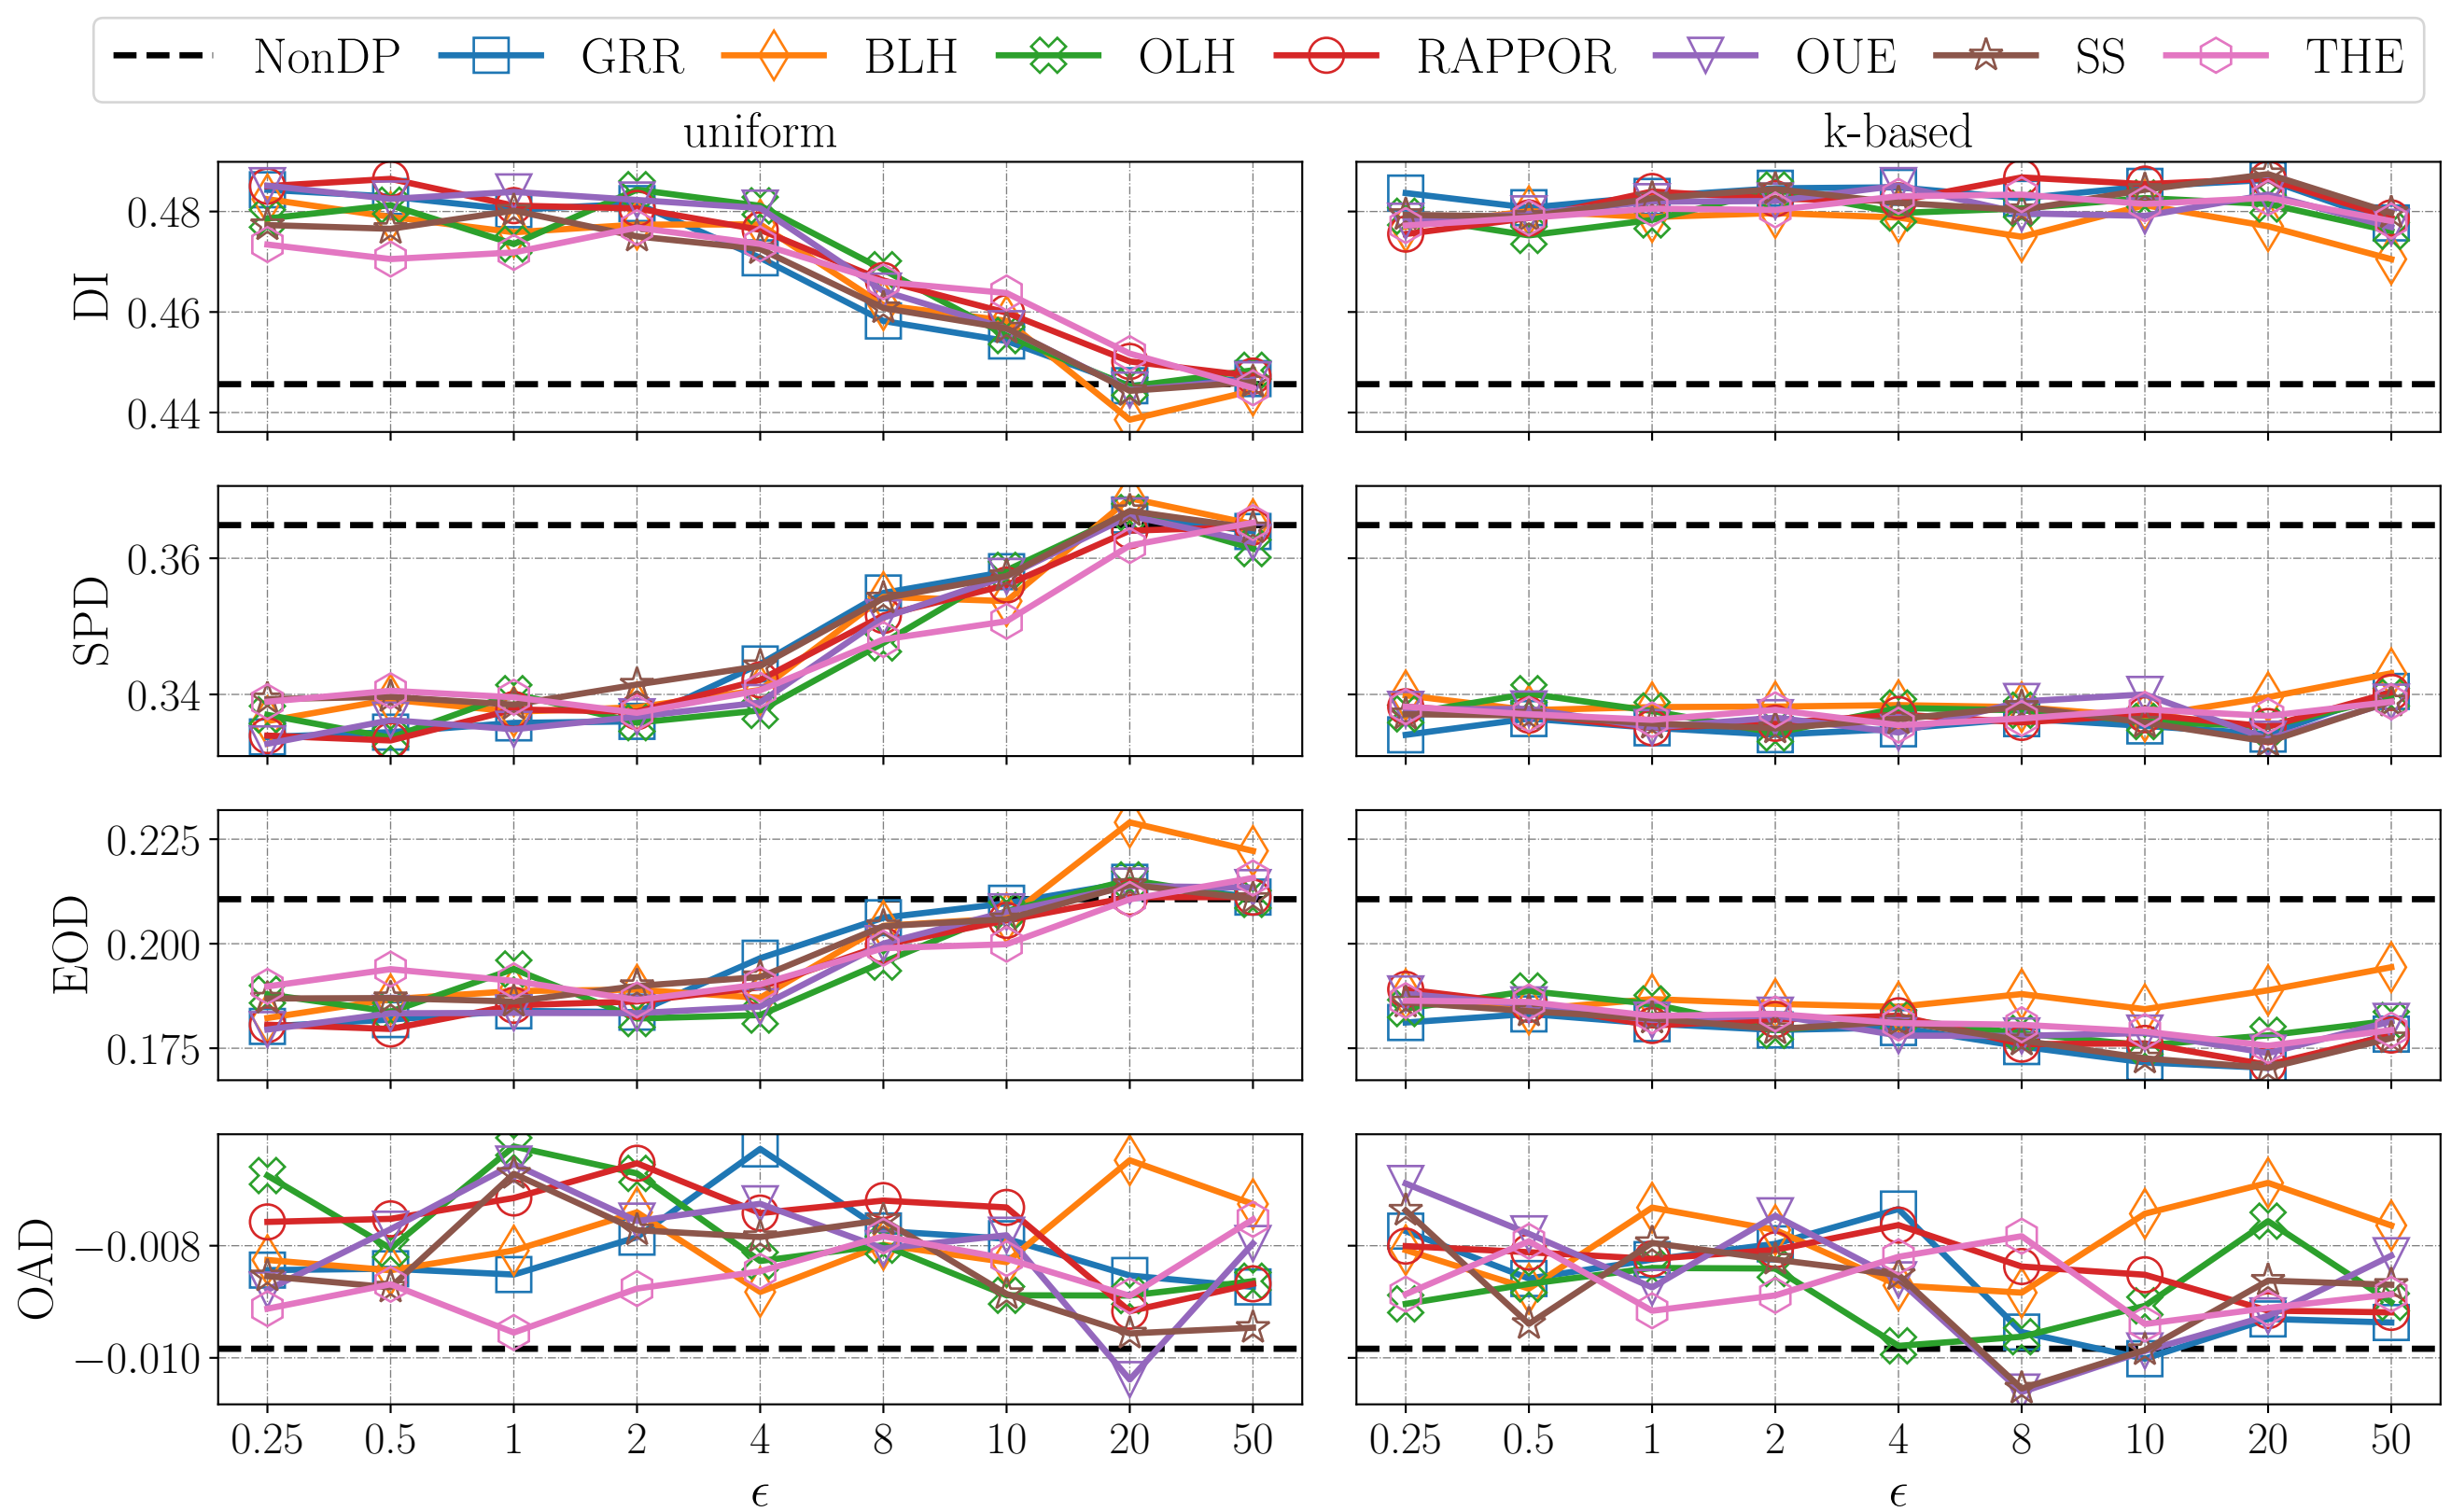 NonDP GRR BLH OLH RAPPOR OUE SS THE
uniform k-based
DI
0.48
0.46
0.44
SPD
0.36
0.34
EOD
0.225
0.200
0.175
OAD
−0.008
−0.010
0.25 0.5 1 2 4 8 10 20 50 0.25 0.5 1 2 4 8 10 20 50
ϵ ϵ